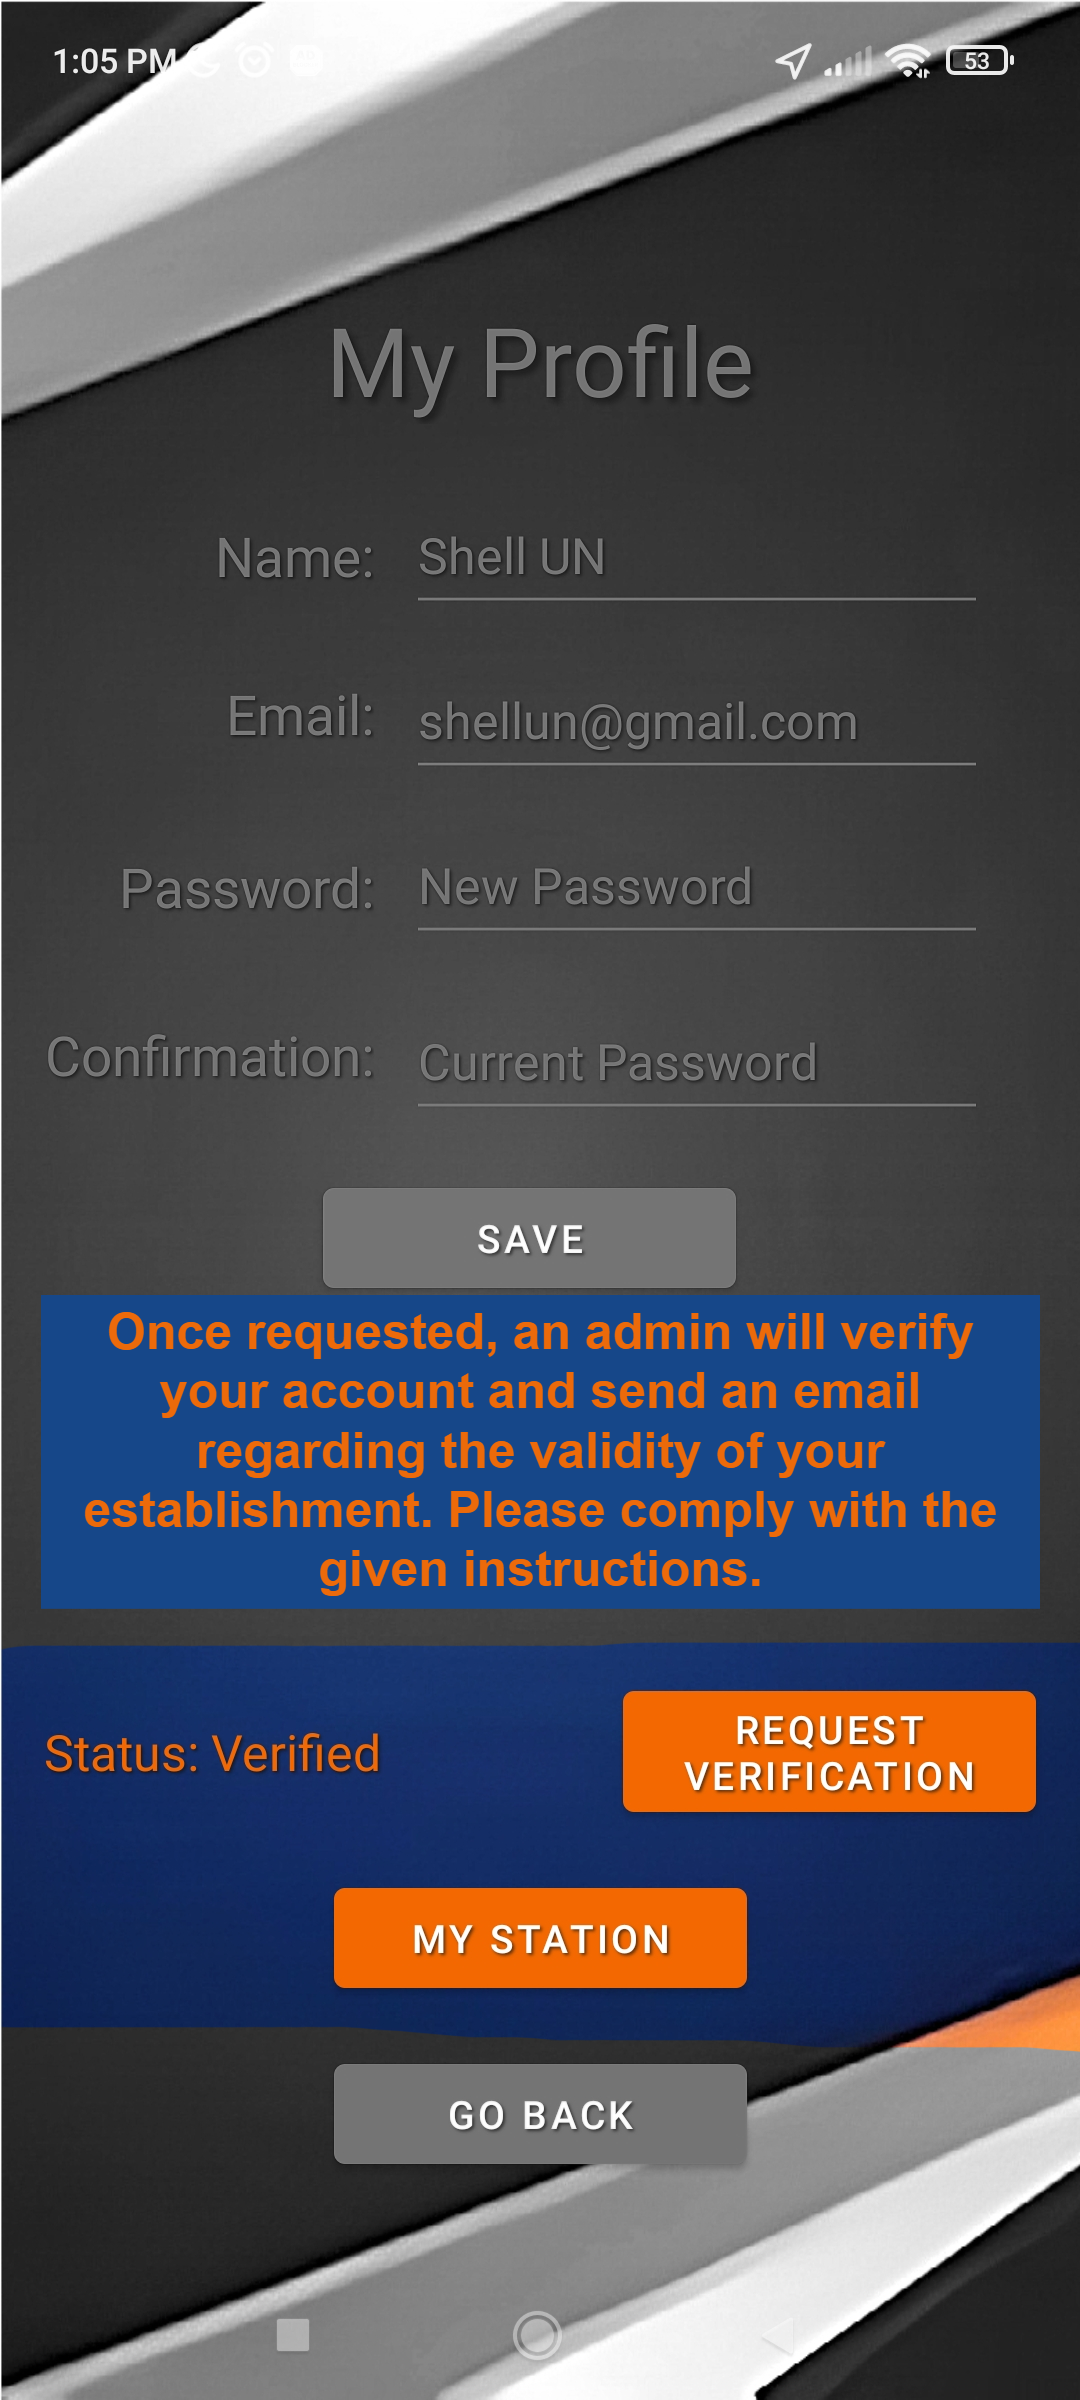 1:05 PM
53
My Profile
Name: Shell UN
Email: shellun@gmail.com
Password: New Password
Confirmation: Current Password
SAVE
Once requested, an admin will verify
your account and send an email
regarding the validity of your
establishment. Please comply with the
given instructions.
Status: Verified
REQUEST
VERIFICATION
MY STATION
GO BACK